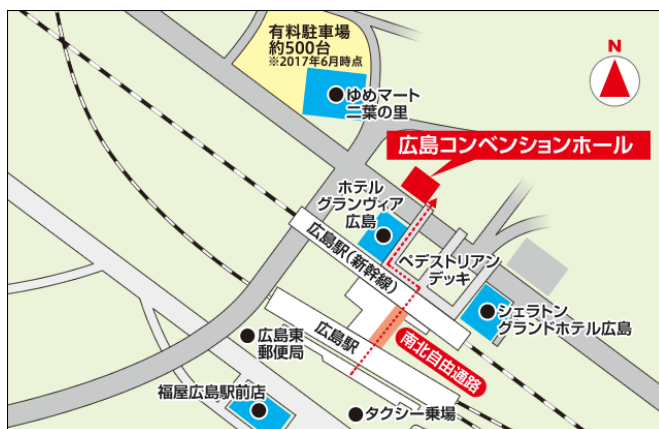 有料駐車場
約500台
※2017年6月時点
N
ゆめマート
二葉の里
広島コンベンションホール
ホテル
グランヴィア
広島
広島駅(新幹線)
ペデストリアン
デッキ
シェラトン
グランドホテル広島
広島駅
南北自由通路
広島東
郵便局
福屋広島駅前店
タクシー乗場